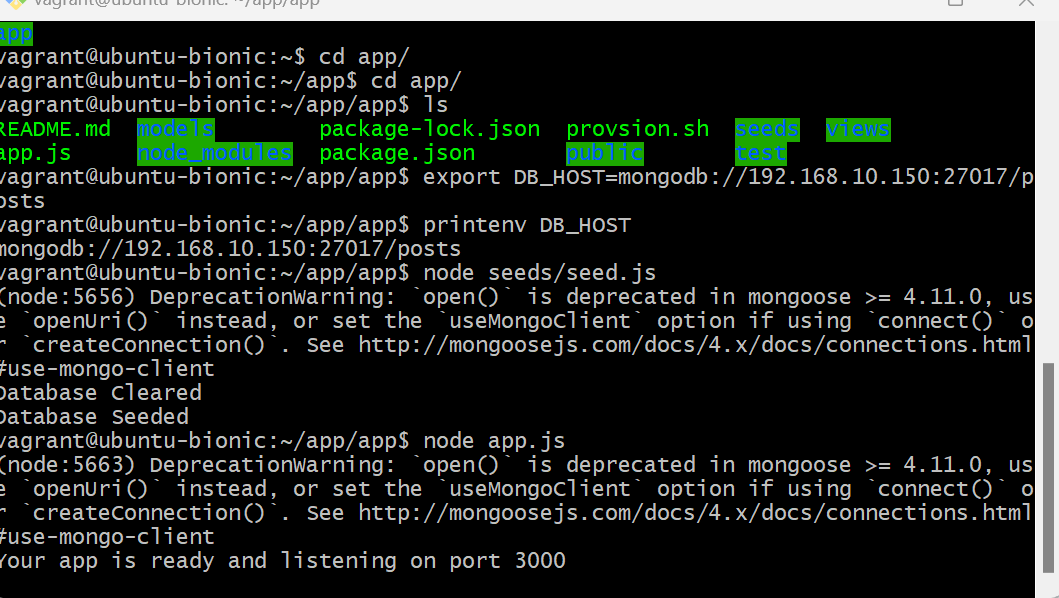 vagrant@ubuntu-bionic: ~/app/app
app
vagrant@ubuntu-bionic:~$ cd app/
vagrant@ubuntu-bionic:~/app$ cd app/
vagrant@ubuntu-bionic:~/app/app$ ls
README.md  models        package-lock.json  provsion.sh  seeds  views
app.js     node_modules  package.json       public       test
vagrant@ubuntu-bionic:~/app/app$ export DB_HOST=mongodb://192.168.10.150:27017/p
osts
vagrant@ubuntu-bionic:~/app/app$ printenv DB_HOST
mongodb://192.168.10.150:27017/posts
vagrant@ubuntu-bionic:~/app/app$ node seeds/seed.js
(node:5656) DeprecationWarning: `open()` is deprecated in mongoose >= 4.11.0, us
e `openUri()` instead, or set the `useMongoClient` option if using `connect()` o
r `createConnection()`. See http://mongoosejs.com/docs/4.x/docs/connections.html
#use-mongo-client
Database Cleared
Database Seeded
vagrant@ubuntu-bionic:~/app/app$ node app.js
(node:5663) DeprecationWarning: `open()` is deprecated in mongoose >= 4.11.0, us
e `openUri()` instead, or set the `useMongoClient` option if using `connect()` o
r `createConnection()`. See http://mongoosejs.com/docs/4.x/docs/connections.html
#use-mongo-client
Your app is ready and listening on port 3000